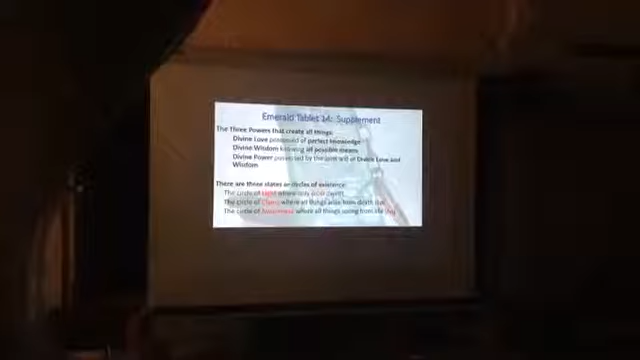 Emerald Tablet 14: Supplement
The Three Powers that create all things:
Divine Love possessed of perfect knowledge
Divine Wisdom knowing all possible means
Divine Power possessed by the joint will of Divine Love and
Wisdom
There are three states or circles of existence:
The circle of Light where only
The circle of Chaos where all things arise from death
The circle of Awareness where all things spring from life